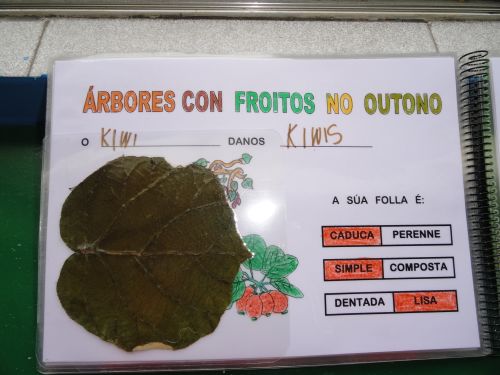 ÁRBORES CON FROITOS NO OUTONO
O KIWI DANOS KIWIS
A SÚA FOLLA É:
CADUCA PERENNE
SIMPLE COMPOSTA
DENTADA LISA